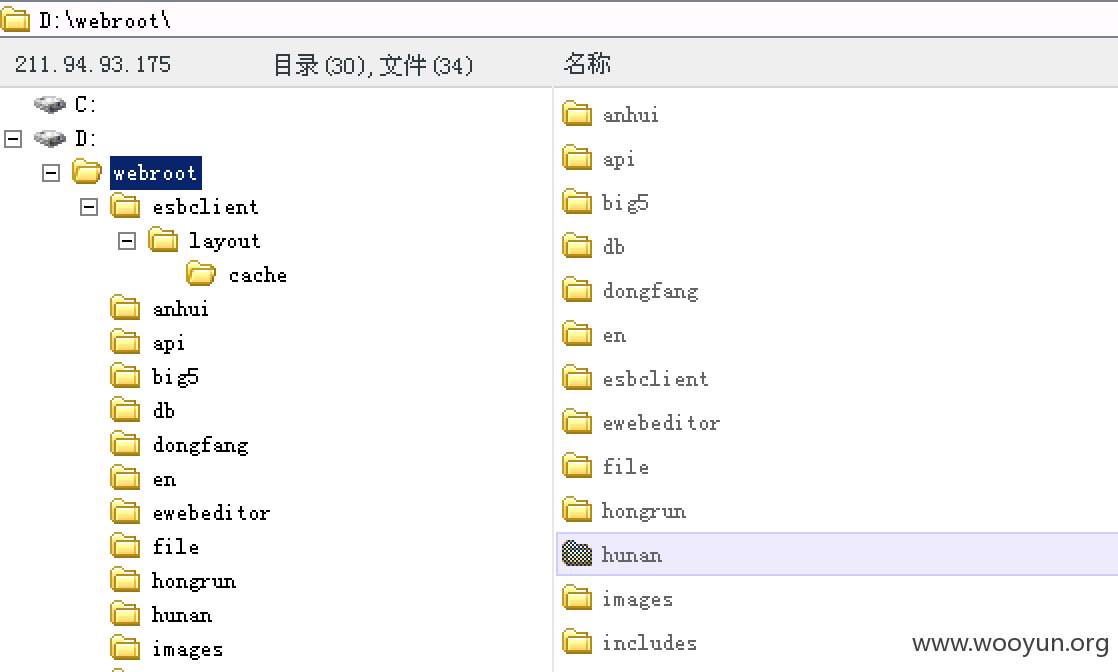 D:\webroot\
211.94.93.175 目录(30),文件(34) 名称
C:
D:
webroot
esbclient
layout
cache
anhui
api
big5
db
dongfang
en
ewebeditor
file
hongrun
hunan
images
anhui
api
big5
db
dongfang
en
esbclient
ewebeditor
file
hongrun
hunan
images
includes
www.wooyun.org